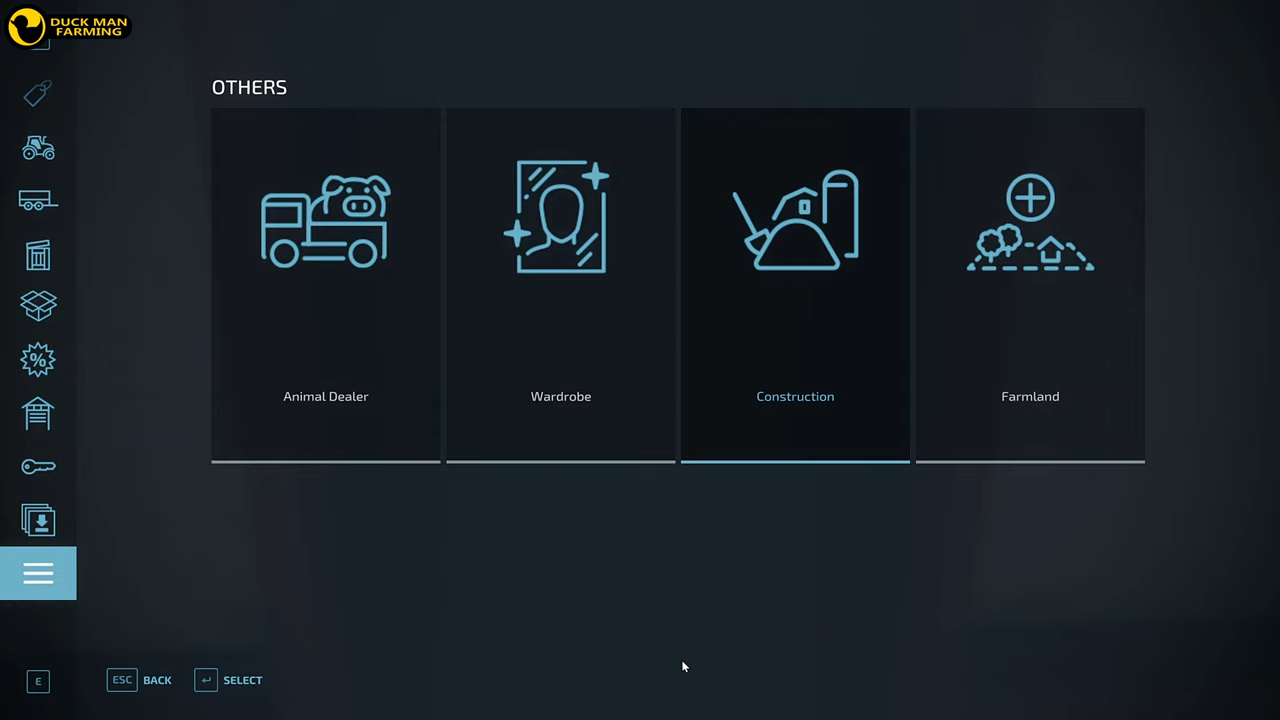 DUCK MAN
FARMING
OTHERS
%
Animal Dealer
Wardrobe
Construction
Farmland
E
ESC BACK
SELECT